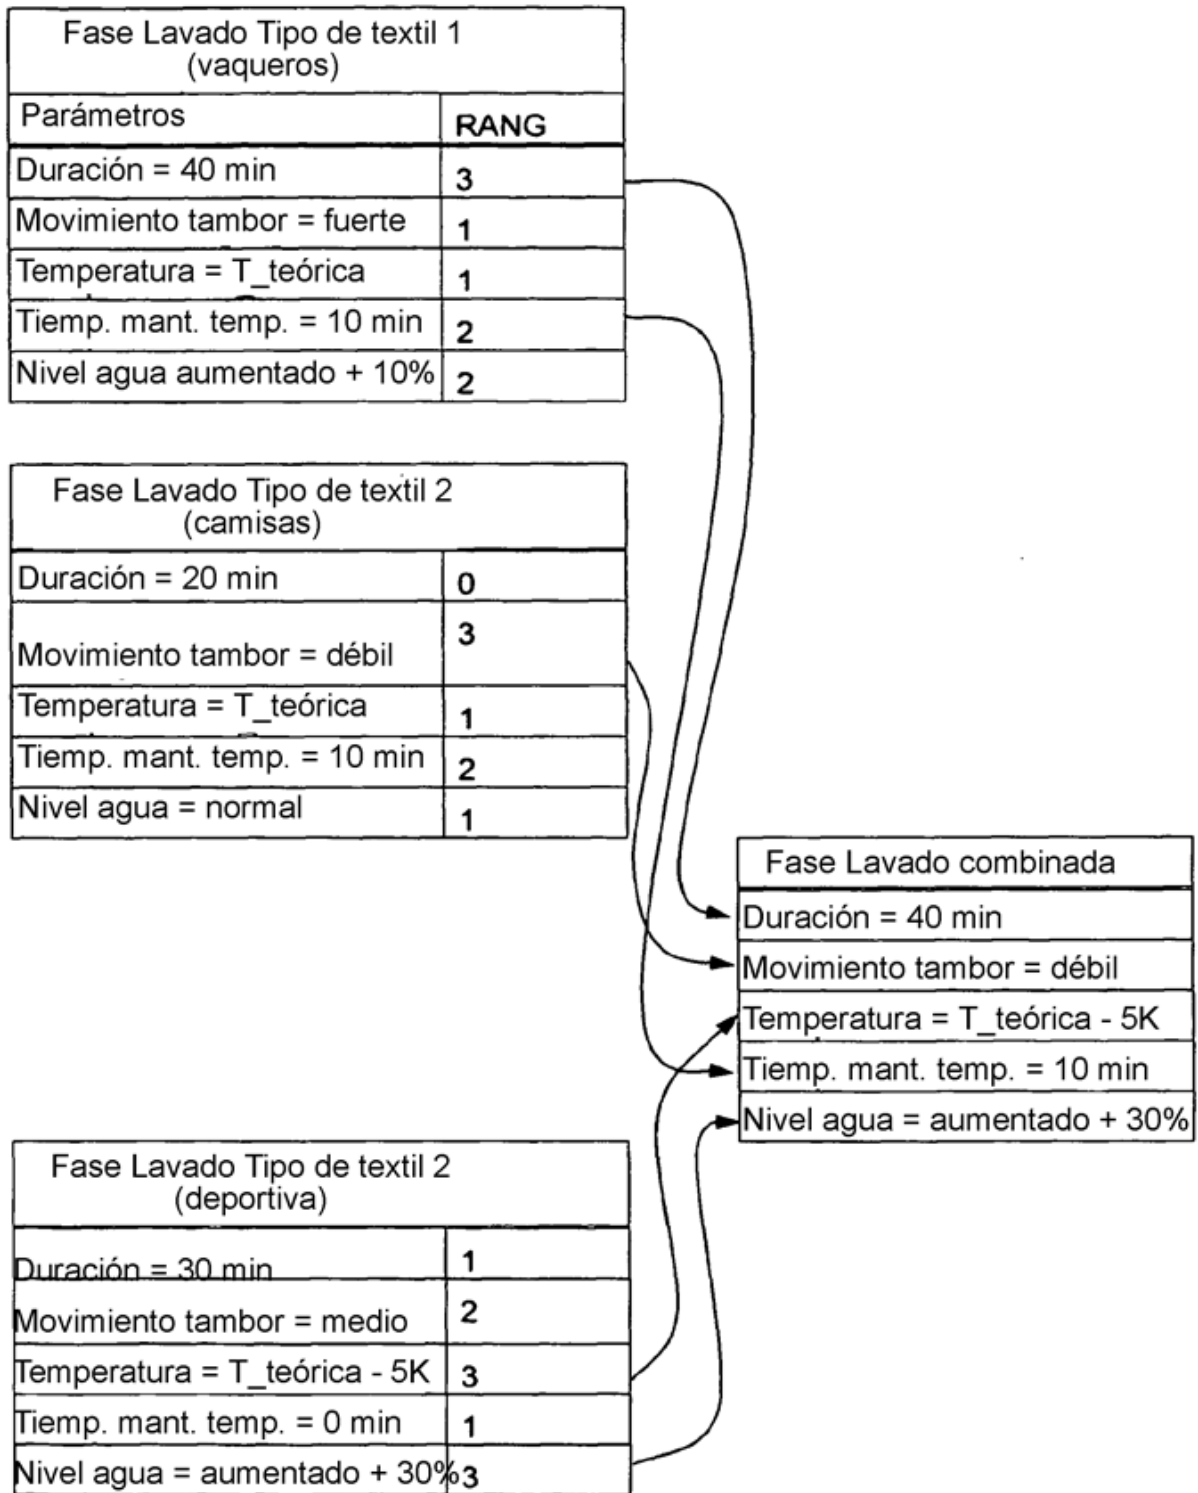 Fase Lavado Tipo de textil 1
(vaqueros)
Parámetros RANG
Duración = 40 min 3
Movimiento tambor = fuerte 1
Temperatura = T_teórica 1
Tiemp. mant. temp. = 10 min 2
Nivel agua aumentado + 10% 2
Fase Lavado Tipo de textil 2
(camisas)
Duración = 20 min 0
Movimiento tambor = débil 3
Temperatura = T_teórica 1
Tiemp. mant. temp. = 10 min 2
Nivel agua = normal 1
Fase Lavado combinada
Duración = 40 min
Movimiento tambor = débil
Temperatura = T_teórica - 5K
Tiemp. mant. temp. = 10 min
Nivel agua = aumentado + 30%
Fase Lavado Tipo de textil 2
(deportiva)
Duración = 30 min 1
Movimiento tambor = medio 2
Temperatura = T_teórica - 5K 3
Tiemp. mant. temp. = 0 min 1
Nivel agua = aumentado + 30% 3